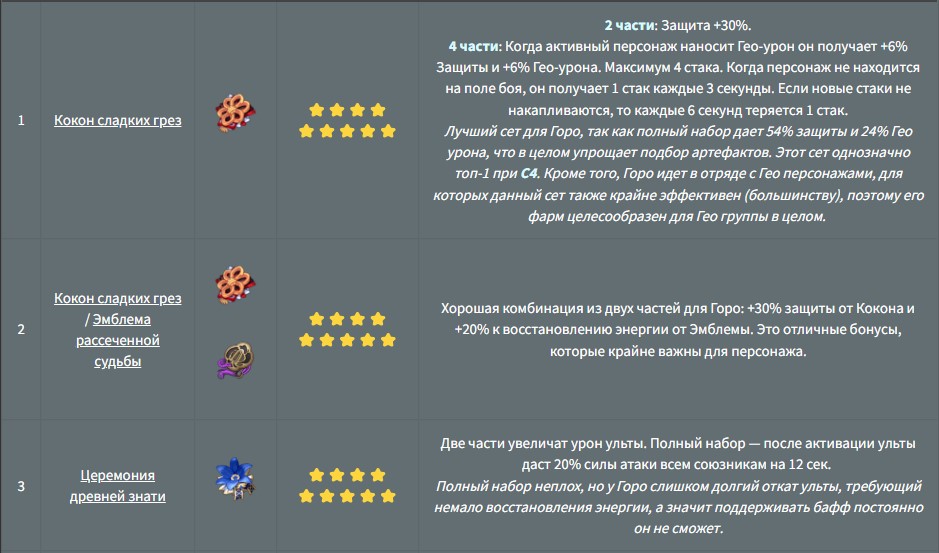 1
Кокон сладких грез
2 части: Защита +30%.
4 части: Когда активный персонаж наносит Гео-урон он получает +6%
Защиты и +6% Гео-урона. Максимум 4 стака. Когда персонаж не находится
на поле боя, он получает 1 стак каждые 3 секунды. Если новые стаки не
накапливаются, то каждые 6 секунд теряется 1 стак.
Лучший сет для Горо, так как полный набор дает 54% защиты и 24% Гео
урона, что в целом упрощает подбор артефактов. Этот сет однозначно
топ-1 при С4. Кроме того, Горо идет в отряде с Гео персонажами, для
которых данный сет также крайне эффективен (большинству), поэтому его
фарм целесообразен для Гео группы в целом.
2
Кокон сладких грез
/ Эмблема
рассеченной
судьбы
Хорошая комбинация из двух частей для Горо: +30% защиты от Кокона и
+20% к восстановлению энергии от Эмблемы. Это отличные бонусы,
которые крайне важны для персонажа.
3
Церемония
древней знати
Две части увеличат урон ульты. Полный набор — после активации ульты
даст 20% силы атаки всем союзникам на 12 сек.
Полный набор неплох, но у Горо слишком долгий откат ульты, требующий
немало восстановления энергии, а значит поддерживать бафф постоянно
он не сможет.